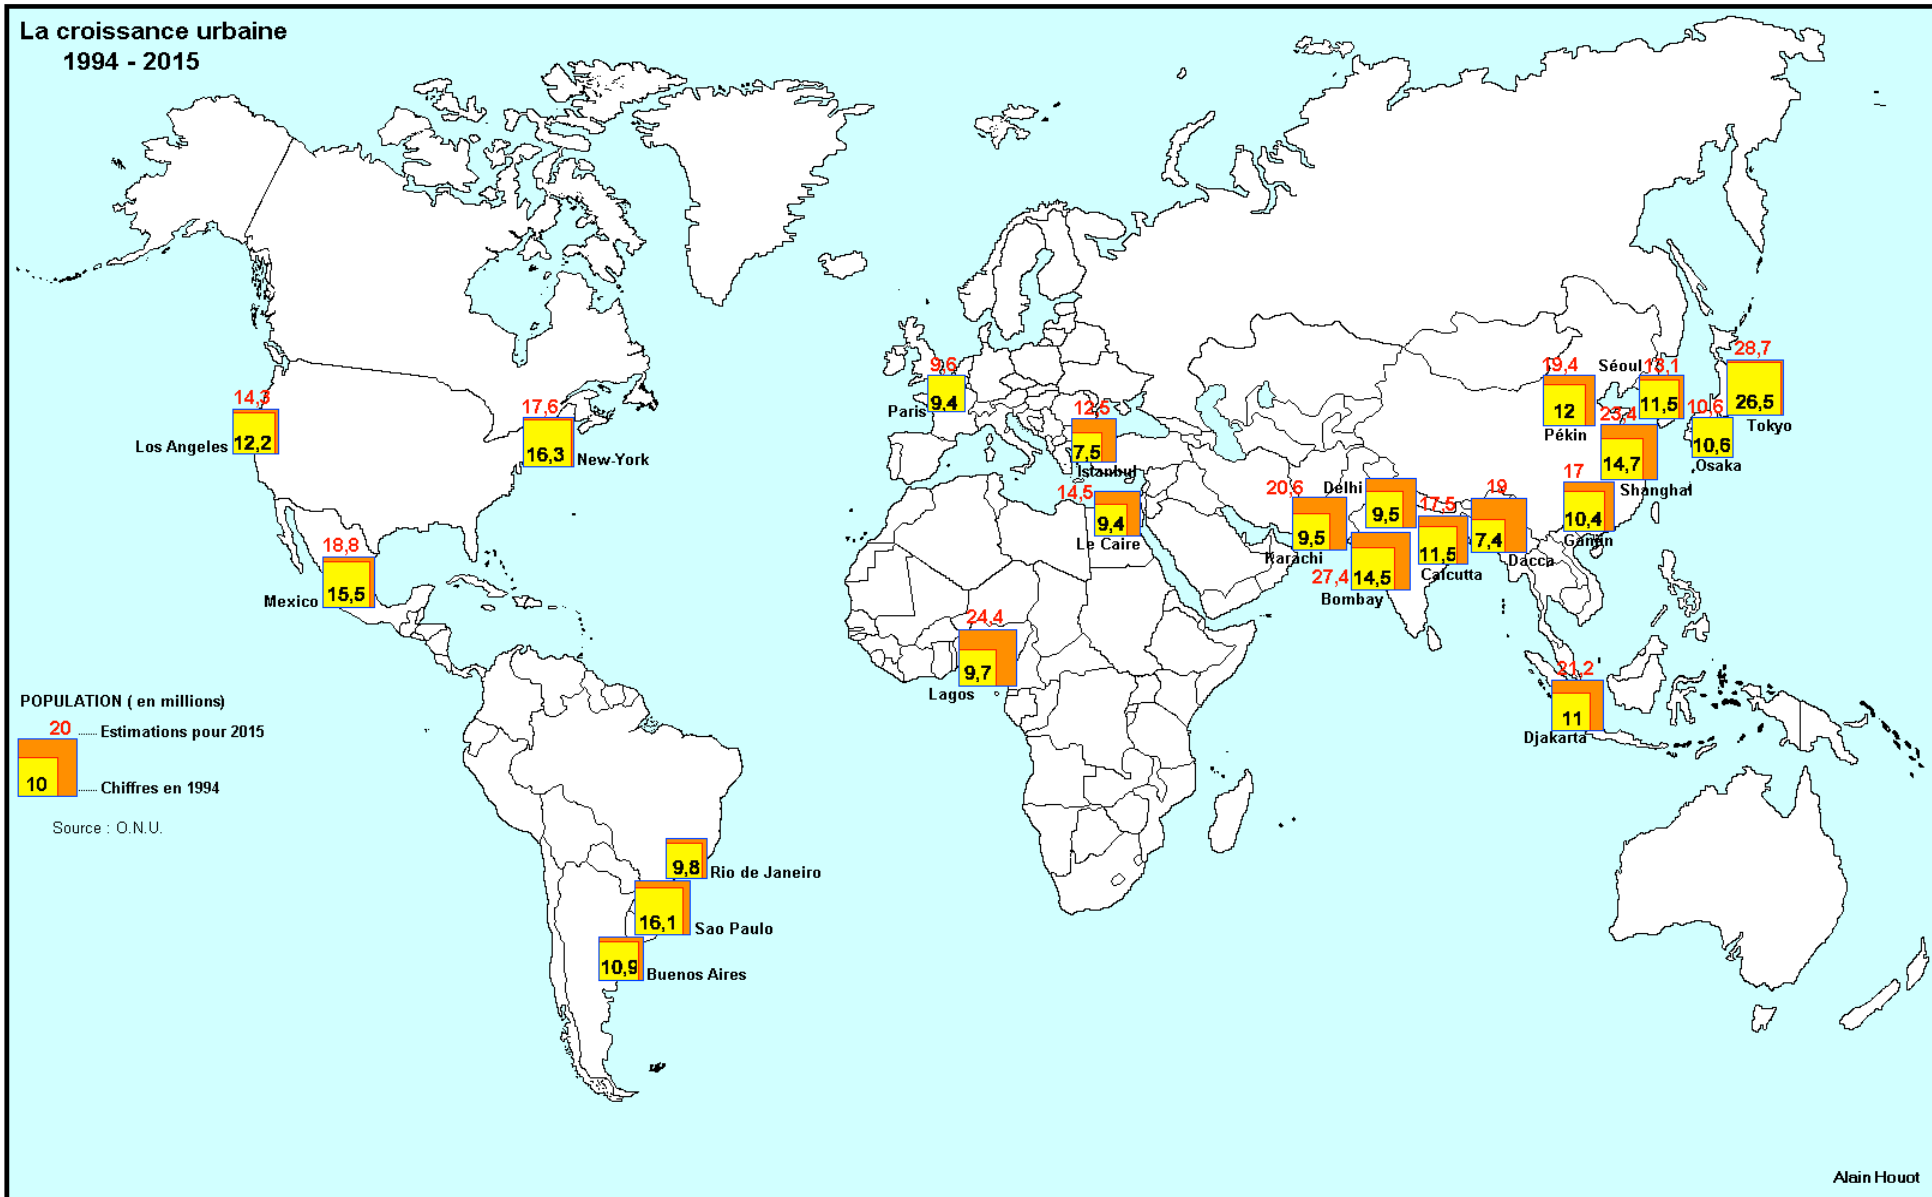 La croissance urbaine
1994 - 2015
14,3
12,2
Los Angeles
17,6
16,3
New-York
18,8
15,5
Mexico
9,6
9,4
Paris
12,5
7,5
Istanbul
14,5
9,4
Le Caire
24,4
9,7
Lagos
20,6
9,5
Karachi
Delhi
9,5
27,4
14,5
Bombay
17,5
11,5
Calcutta
19
7,4
Dacca
19,4
12
Pékin
Séoul
13,1
11,5
28,7
26,5
Tokyo
10,6
10,6
Osaka
23,4
14,7
Shanghaï
17
10,4
21,2
11
Djakarta
9,8
Rio de Janeiro
16,1
Sao Paulo
10,9
Buenos Aires
POPULATION ( en millions)
20 ...... Estimations pour 2015
10 ...... Chiffres en 1994
Source : O.N.U.
Alain Houot